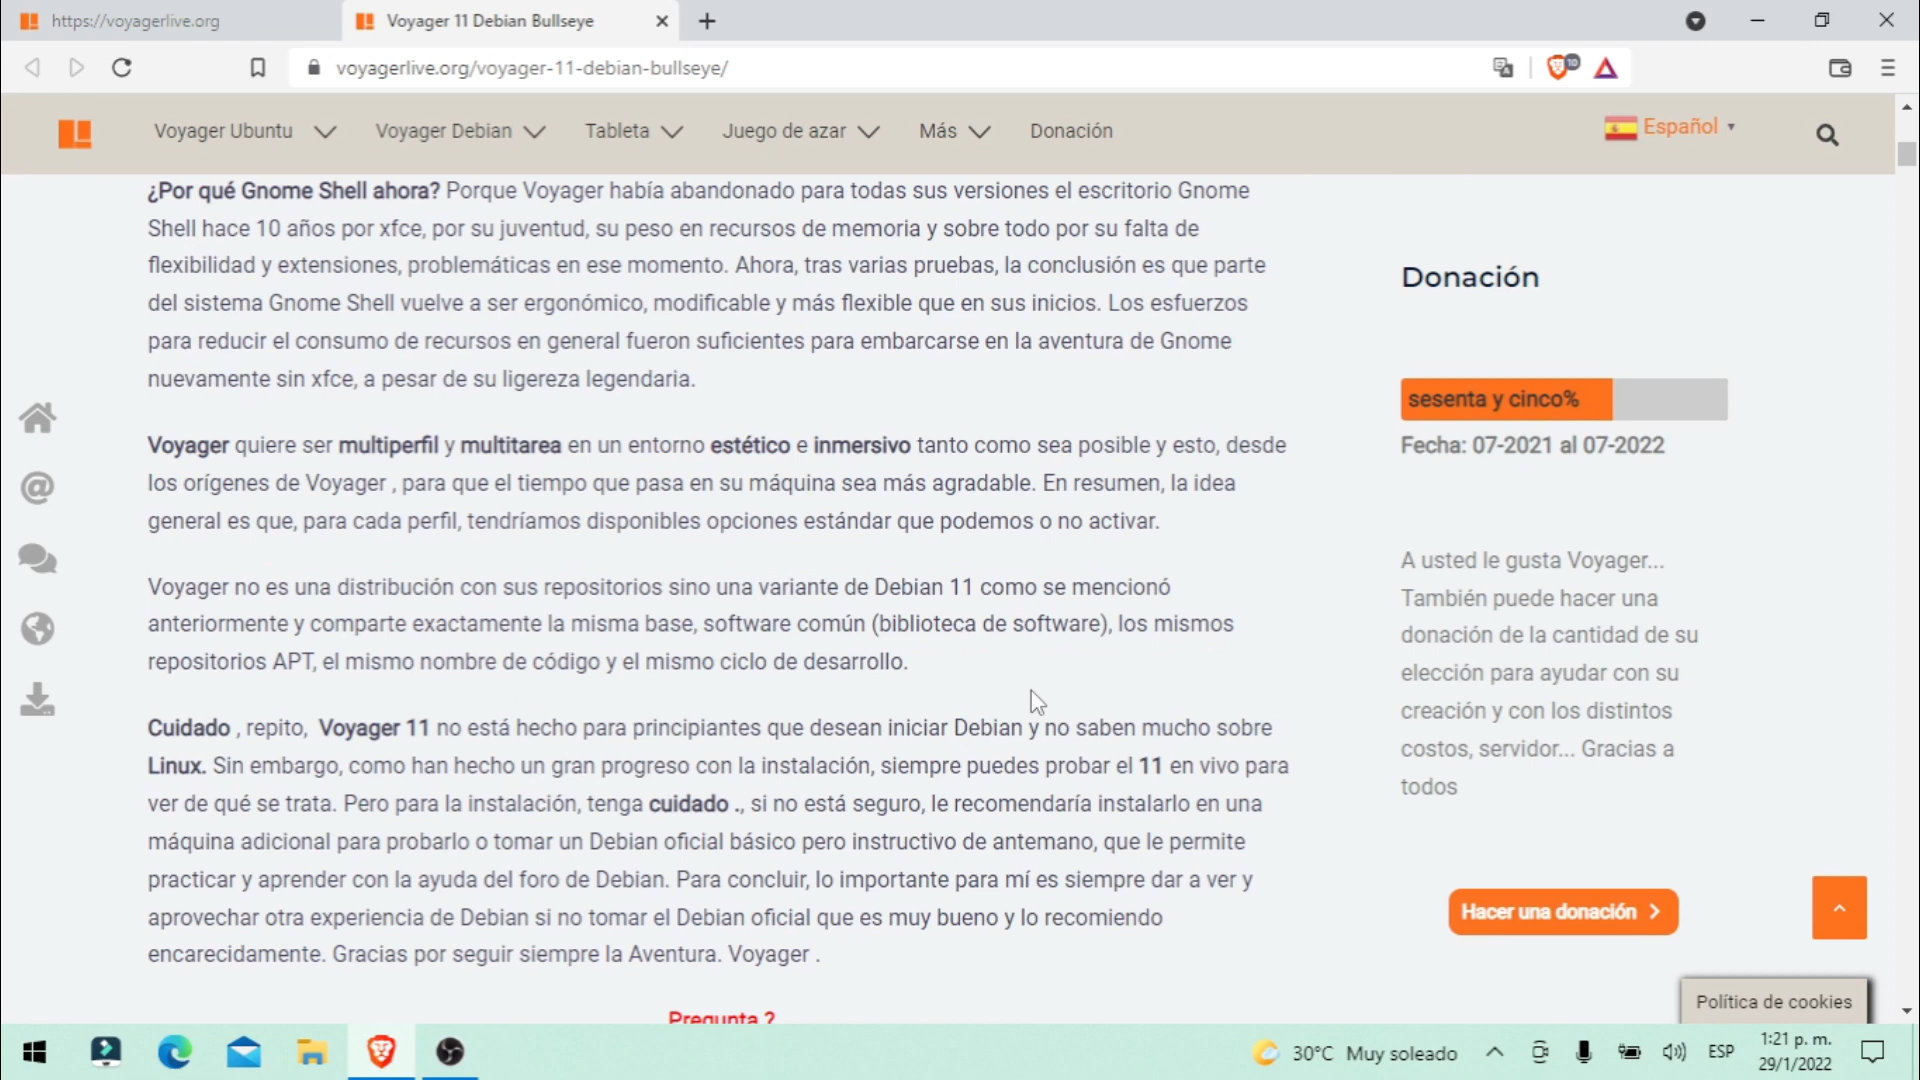 https://voyagerlive.org
Voyager 11 Debian Bullseye
voyagerlive.org/voyager-11-debian-bullseye/
10
Voyager Ubuntu
Voyager Debian
Tableta
Juego de azar
Más
Donación
Español
¿Por qué Gnome Shell ahora? Porque Voyager había abandonado para todas sus versiones el escritorio Gnome
Shell hace 10 años por xfce, por su juventud, su peso en recursos de memoria y sobre todo por su falta de
flexibilidad y extensiones, problemáticas en ese momento. Ahora, tras varias pruebas, la conclusión es que parte
del sistema Gnome Shell vuelve a ser ergonómico, modificable y más flexible que en sus inicios. Los esfuerzos
para reducir el consumo de recursos en general fueron suficientes para embarcarse en la aventura de Gnome
nuevamente sin xfce, a pesar de su ligereza legendaria.
Voyager quiere ser multiperfil y multitarea en un entorno estético e inmersivo tanto como sea posible y esto, desde
los orígenes de Voyager , para que el tiempo que pasa en su máquina sea más agradable. En resumen, la idea
general es que, para cada perfil, tendríamos disponibles opciones estándar que podemos o no activar.
Voyager no es una distribución con sus repositorios sino una variante de Debian 11 como se mencionó
anteriormente y comparte exactamente la misma base, software común (biblioteca de software), los mismos
repositorios APT, el mismo nombre de código y el mismo ciclo de desarrollo.
Cuidado , repito, Voyager 11 no está hecho para principiantes que desean iniciar Debian y no saben mucho sobre
Linux. Sin embargo, como han hecho un gran progreso con la instalación, siempre puedes probar el 11 en vivo para
ver de qué se trata. Pero para la instalación, tenga cuidado ., si no está seguro, le recomendaría instalarlo en una
máquina adicional para probarlo o tomar un Debian oficial básico pero instructivo de antemano, que le permite
practicar y aprender con la ayuda del foro de Debian. Para concluir, lo importante para mí es siempre dar a ver y
aprovechar otra experiencia de Debian si no tomar el Debian oficial que es muy bueno y lo recomiendo
encarecidamente. Gracias por seguir siempre la Aventura. Voyager .
Pregunta ?
Donación
sesenta y cinco%
Fecha: 07-2021 al 07-2022
A usted le gusta Voyager...
También puede hacer una
donación de la cantidad de su
elección para ayudar con su
creación y con los distintos
costos, servidor... Gracias a
todos
Hacer una donación
Política de cookies
30°C Muy soleado
ESP
1:21 p. m.
29/1/2022